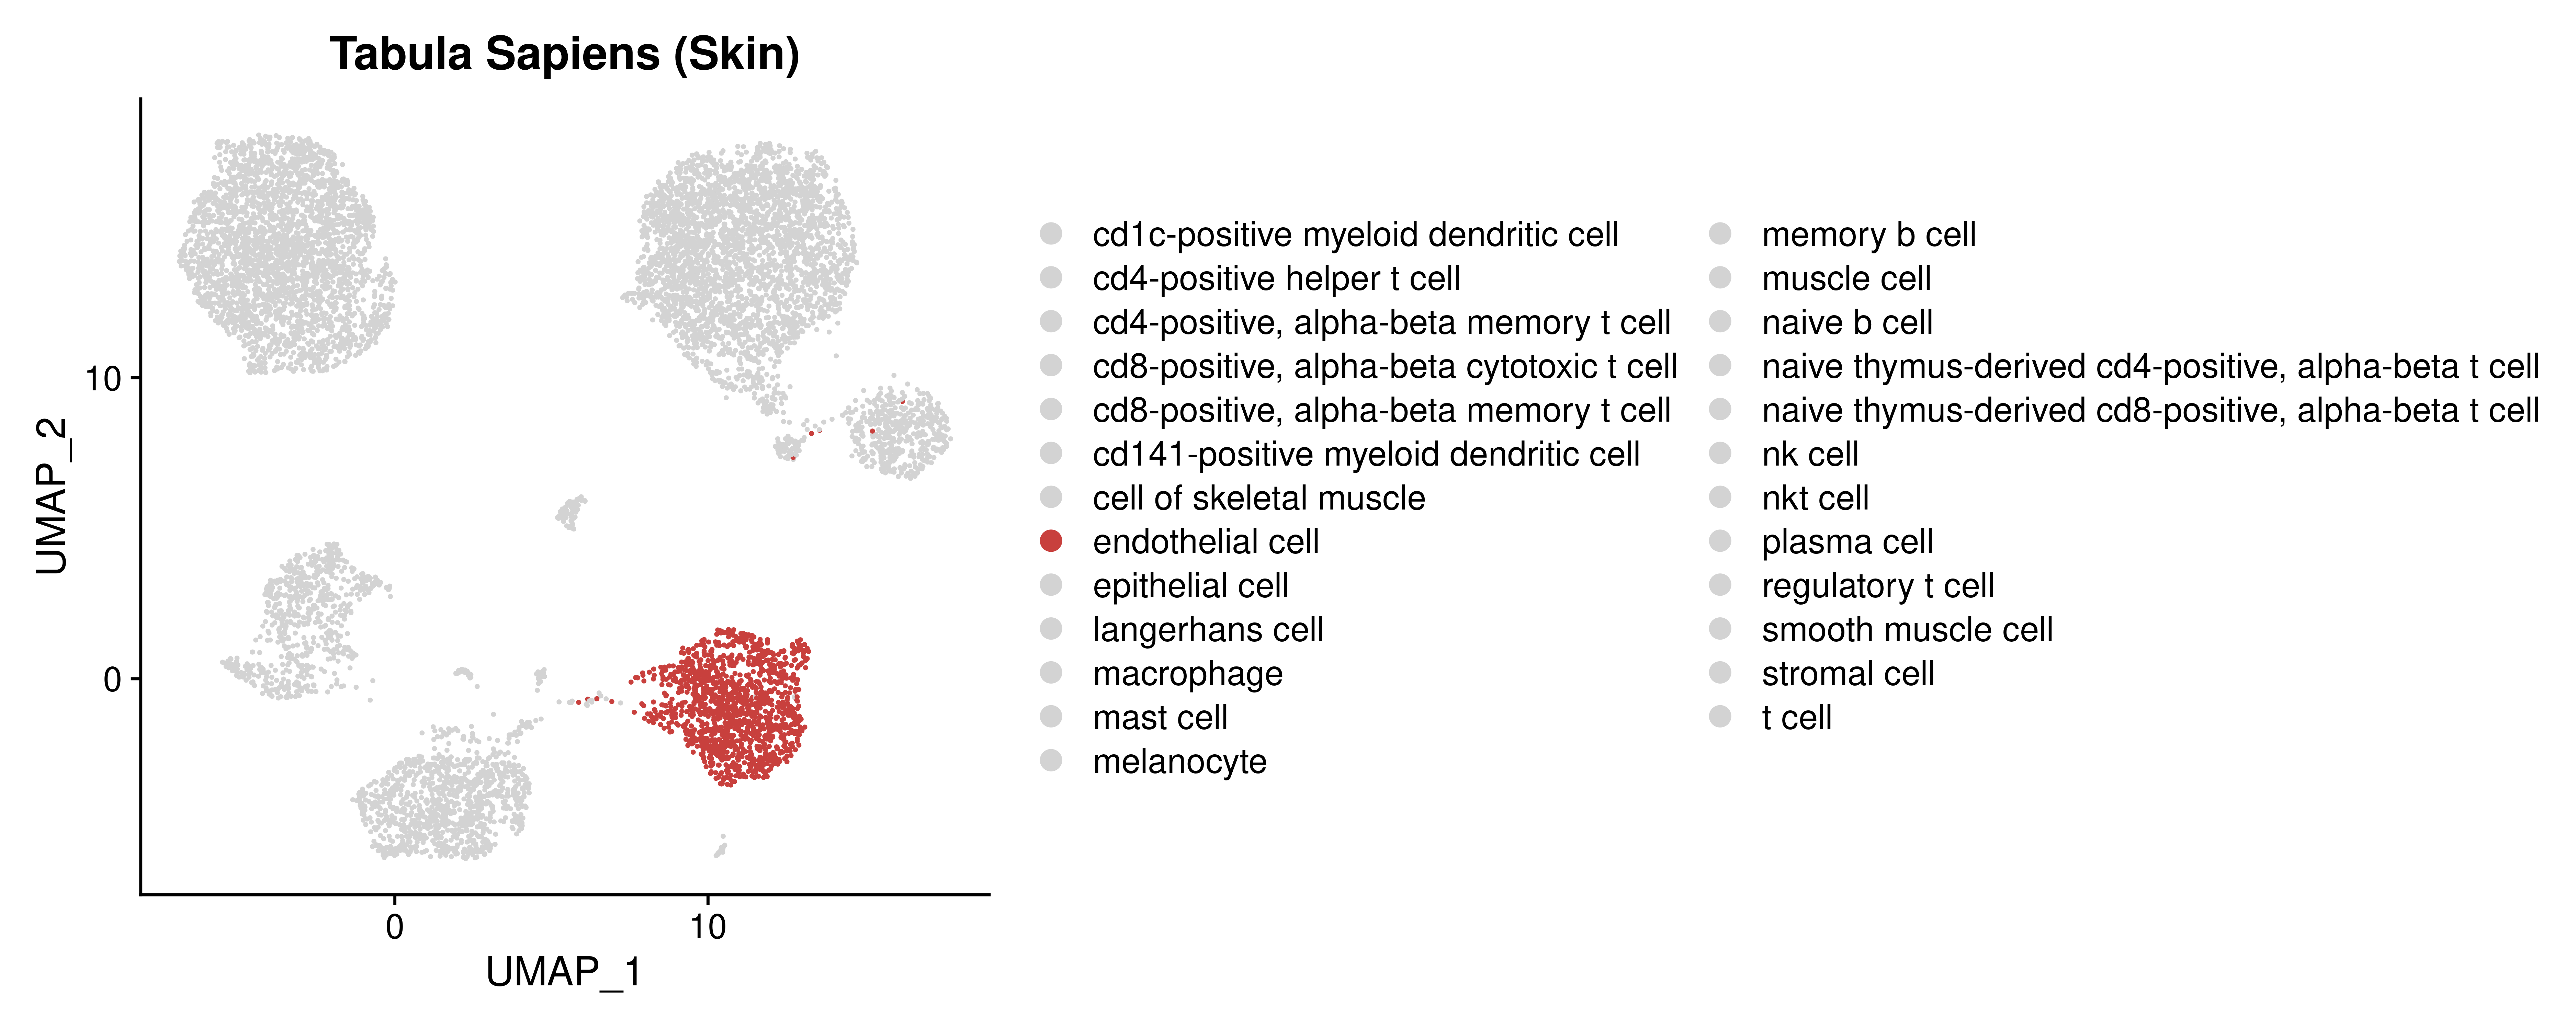 Tabula Sapiens (Skin)
UMAP_2
10
0
0
10
UMAP_1
cd1c-positive myeloid dendritic cell
cd4-positive helper t cell
cd4-positive, alpha-beta memory t cell
cd8-positive, alpha-beta cytotoxic t cell
cd8-positive, alpha-beta memory t cell
cd141-positive myeloid dendritic cell
cell of skeletal muscle
endothelial cell
epithelial cell
langerhans cell
macrophage
mast cell
melanocyte
memory b cell
muscle cell
naive b cell
naive thymus-derived cd4-positive, alpha-beta t cell
naive thymus-derived cd8-positive, alpha-beta t cell
nk cell
nkt cell
plasma cell
regulatory t cell
smooth muscle cell
stromal cell
t cell